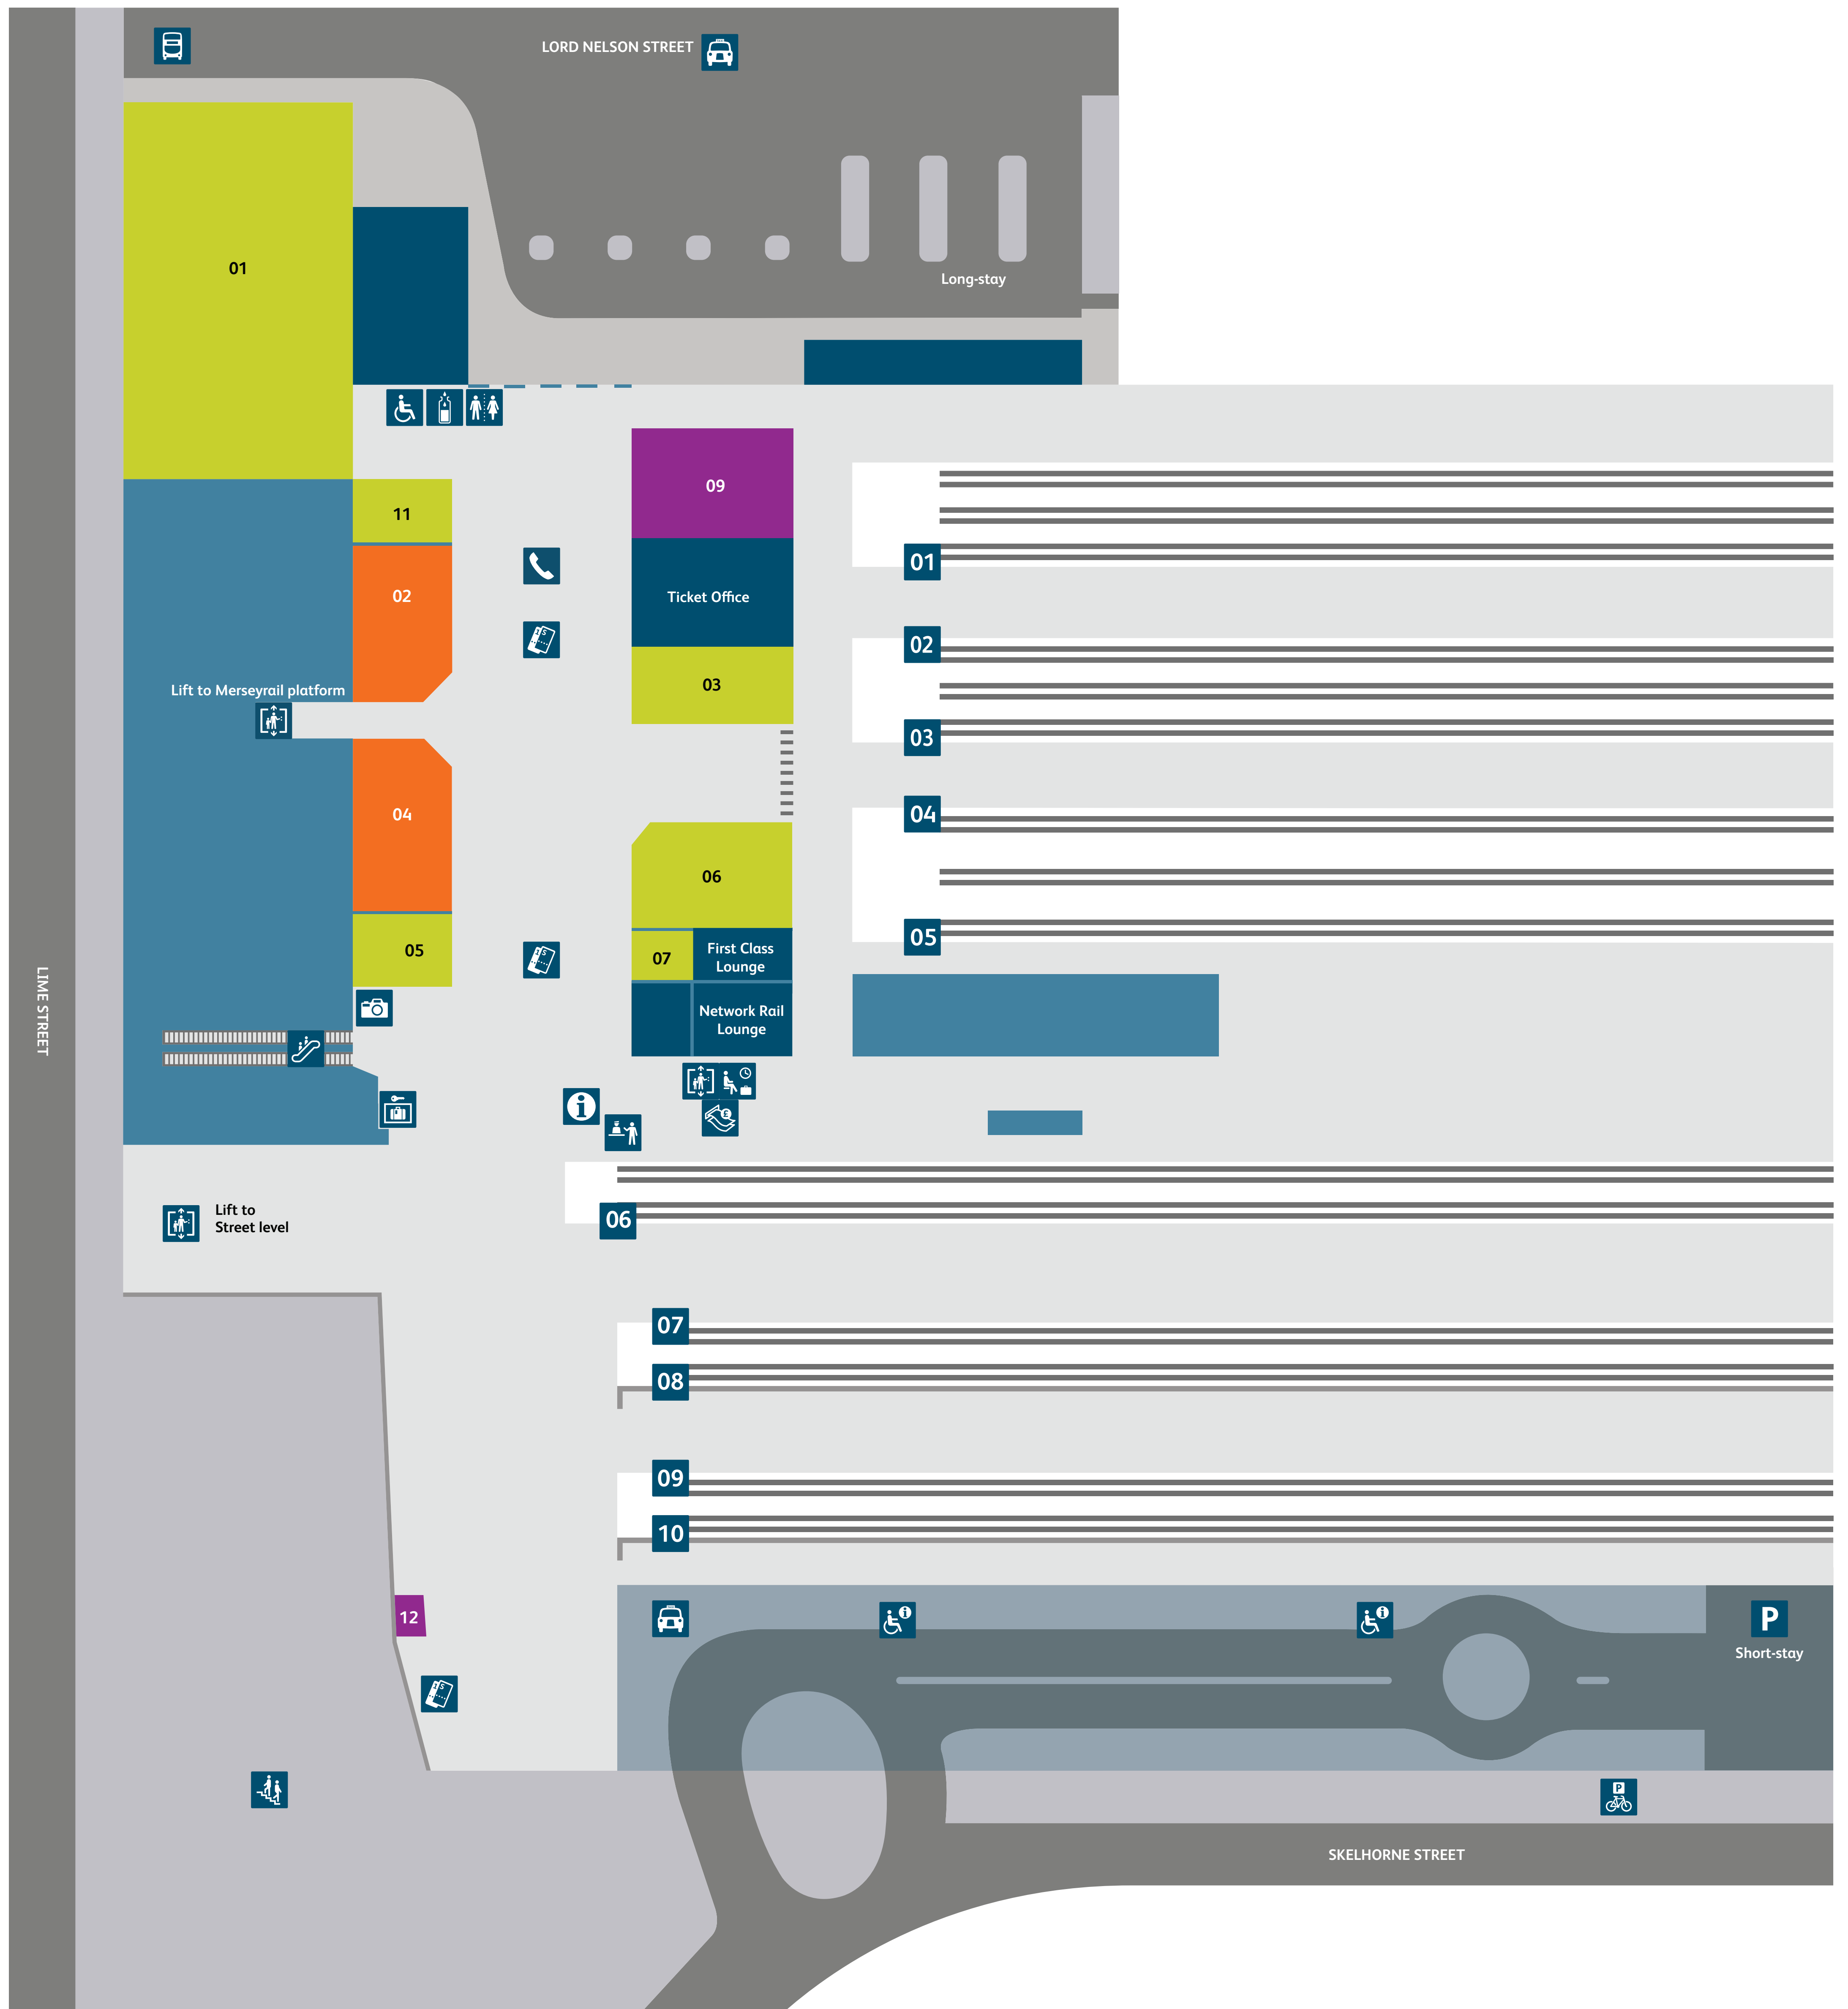 LORD NELSON STREET
01
Long-stay
09
11
01
02
Ticket Office
02
03
Lift to Merseyrail platform
03
04
04
06
05
05
07
First Class
Lounge
Network Rail
Lounge
LIME STREET
i
£
Lift to
Street level
06
07
08
09
10
12
i
i
P
Short-stay
S
S
S
P
SKELHORNE STREET